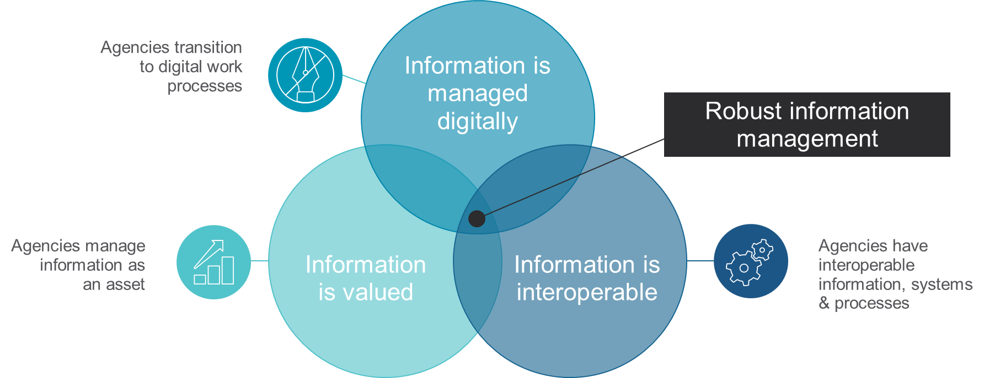 Agencies transition
to digital work
processes
Information is
managed
digitally
Robust information
management
Agencies manage
information as
an asset
Information
is valued
Information is
interoperable
Agencies have
interoperable
information, systems
& processes